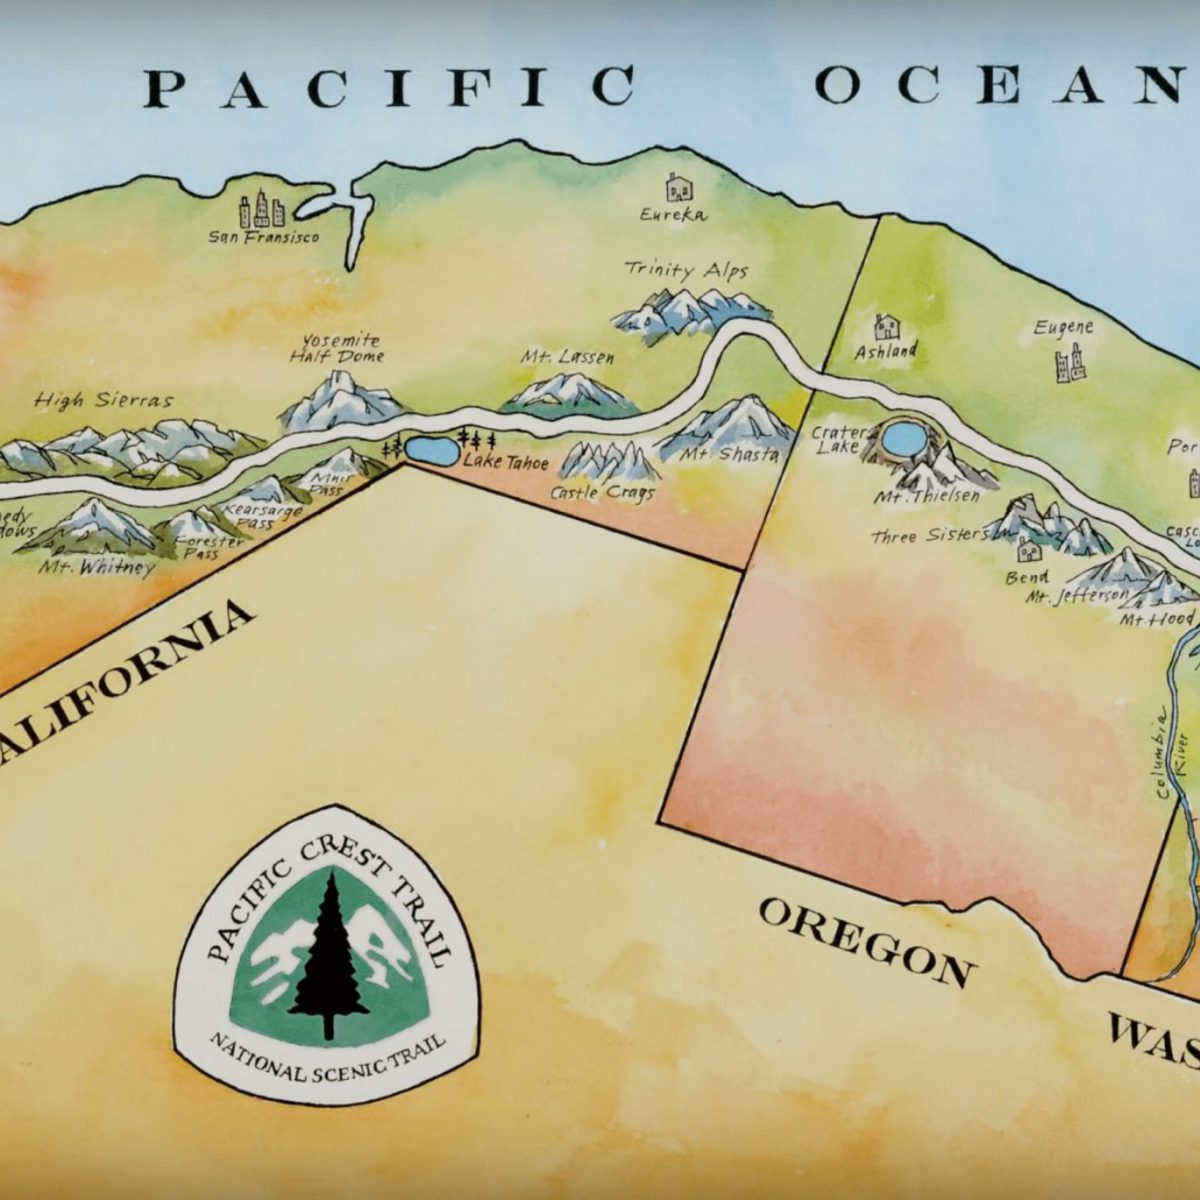 PACIFIC OCEAN
San Fransisco
Eureka
Trinity Alps
Yosemite
Half Dome
Mt. Lassen
Ashland
Eugene
High Sierras
Crater
Lake
Lake Tahoe
Mt. Shasta
Por
Pass
Castle Crags
Mt. Thielsen
Kearsarge
Pass
edy
dows
Forester
Pass
Three Sisters
Casc
Lo
Mt. Whitney
Bend
Mt. Jefferson
Mt. Hood
ALIFORNIA
Columbia
River
PACIFIC CREST TRAIL
NATIONAL SCENIC TRAIL
OREGON
WAS